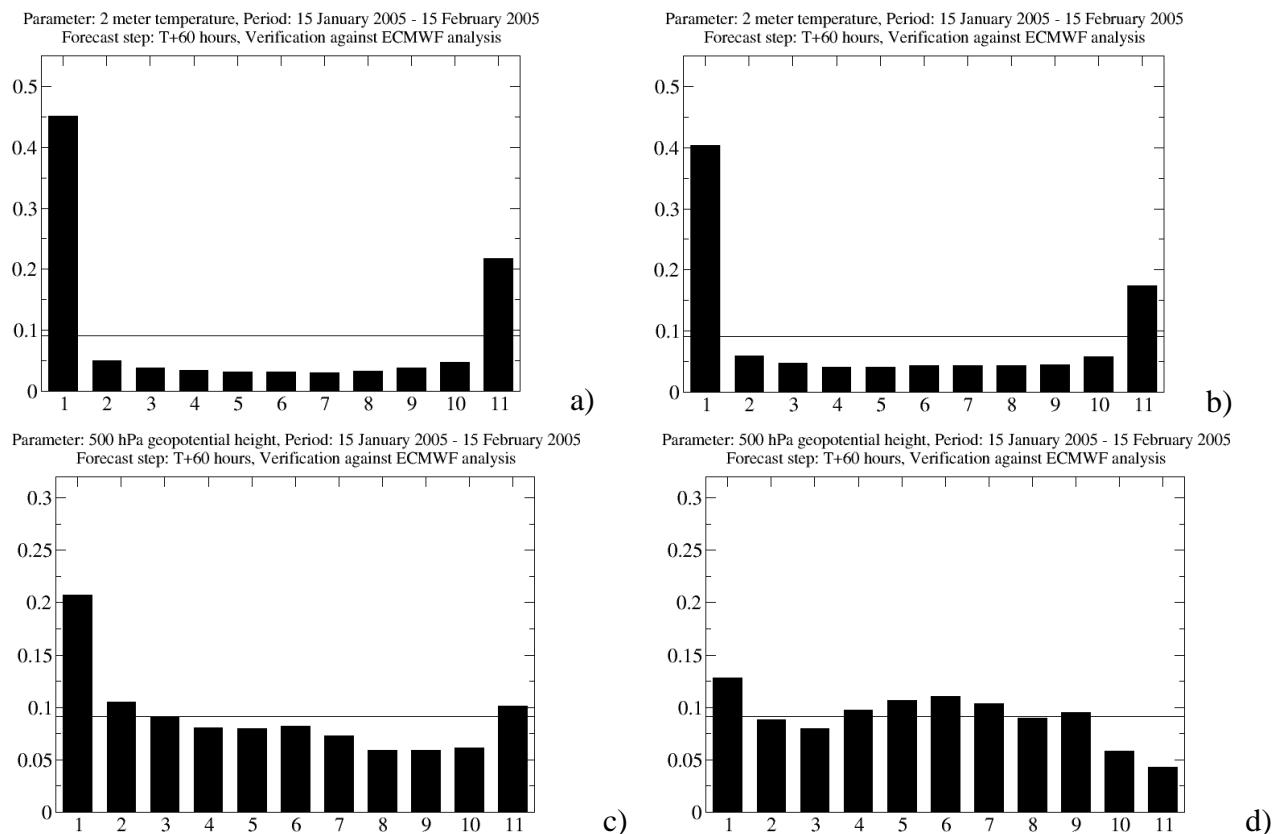 Parameter: 2 meter temperature, Period: 15 January 2005 - 15 February 2005
Forecast step: T+60 hours, Verification against ECMWF analysis
0.5
0.4
0.3
0.2
0.1
0
1 2 3 4 5 6 7 8 9 10 11
a)
Parameter: 2 meter temperature, Period: 15 January 2005 - 15 February 2005
Forecast step: T+60 hours, Verification against ECMWF analysis
0.5
0.4
0.3
0.2
0.1
0
1 2 3 4 5 6 7 8 9 10 11
b)
Parameter: 500 hPa geopotential height, Period: 15 January 2005 - 15 February 2005
Forecast step: T+60 hours, Verification against ECMWF analysis
0.3
0.25
0.2
0.15
0.1
0.05
0
1 2 3 4 5 6 7 8 9 10 11
c)
Parameter: 500 hPa geopotential height, Period: 15 January 2005 - 15 February 2005
Forecast step: T+60 hours, Verification against ECMWF analysis
0.3
0.25
0.2
0.15
0.1
0.05
0
1 2 3 4 5 6 7 8 9 10 11
d)